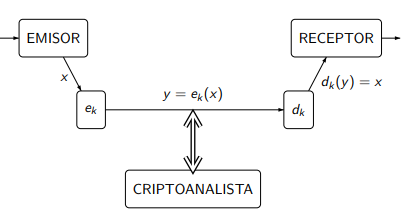 EMISOR
RECEPTOR
x
y = e_k(x)
d_k(y) = x
e_k
d_k
CRIPTOANALISTA